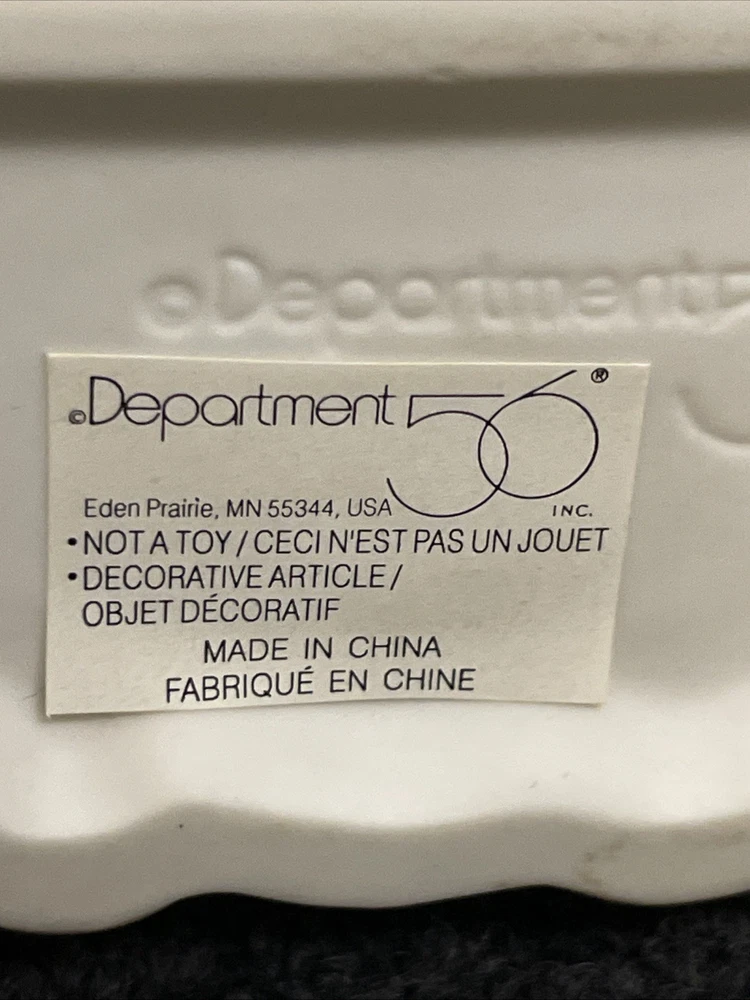 ©Department
©Department 56®
INC.
Eden Prairie, MN 55344, USA
•NOT A TOY / CECI N'EST PAS UN JOUET
•DECORATIVE ARTICLE /
OBJET DÉCORATIF
MADE IN CHINA
FABRIQUÉ EN CHINE